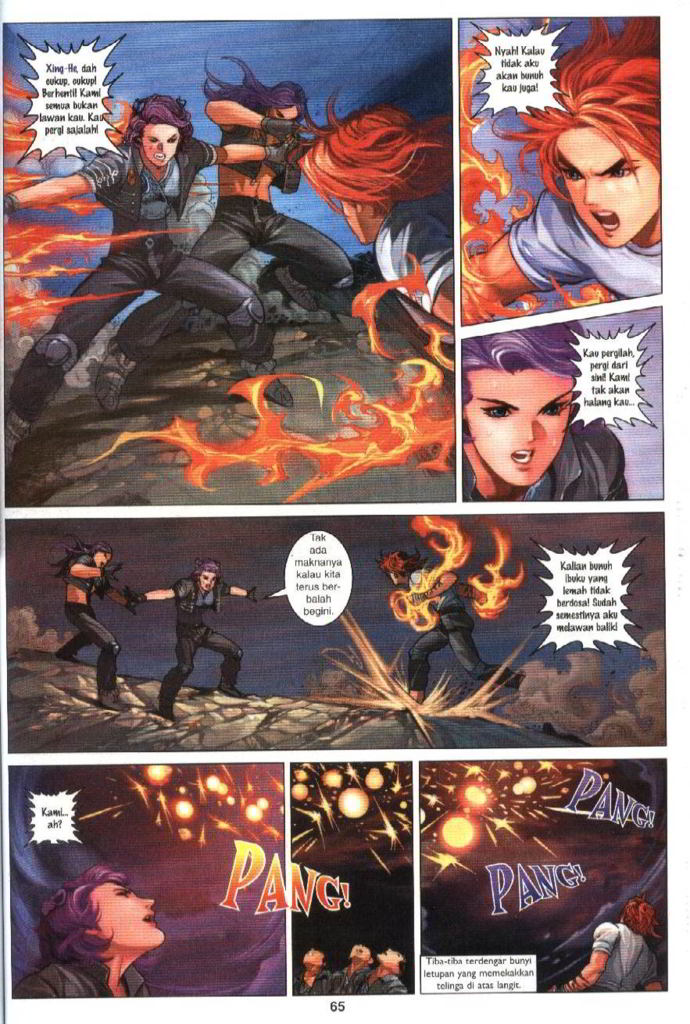 Xing-He, dah
cukup, cukup!
Berhenti! Kami
semua bukan
lawan kau. Kau
pergi sajalah!
Nyah! Kalau
tidak aku
akan bunuh
kau juga!
Kau pergilah,
pergi dari
sini! Kami
tak akan
halang kau...
Tak
ada
maknanya
kalau kita
terus ber-
balah
begini.
Kalian bunuh
ibuku yang
lemah tidak
berdosa! Sudah
semestinya aku
melawan balik!
Kami...
ah?
PANG!
PANG!
PANG!
Tiba-tiba terdengar bunyi
letupan yang memekakkan
telinga di atas langit.
65